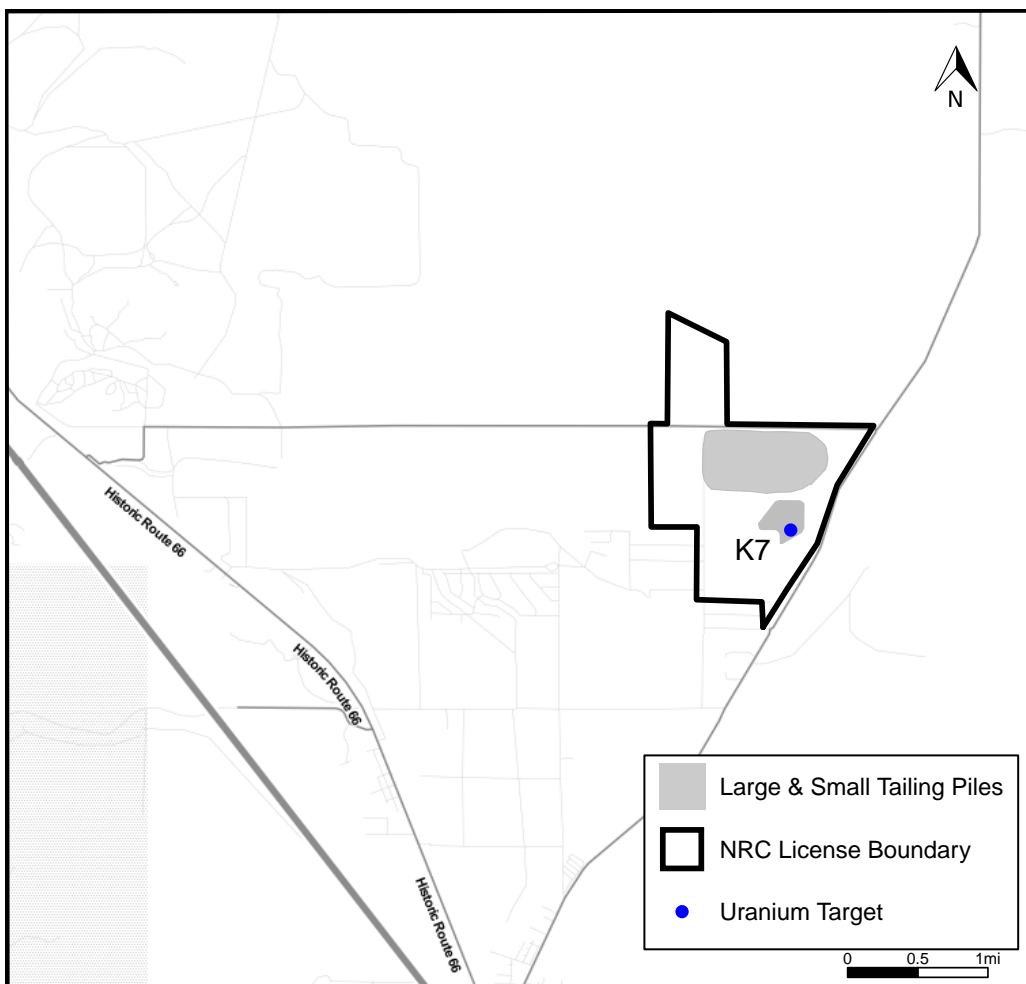 N
Historic Route 66
K7
Historic Route 66
Large & Small Tailing Piles
NRC License Boundary
Historic Route 66
Uranium Target
0 0.5 1mi